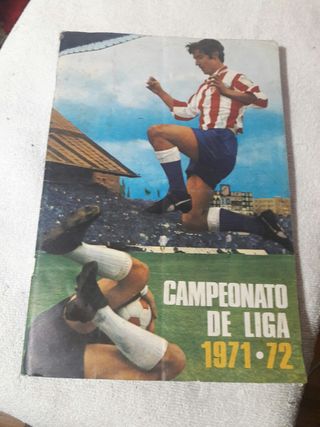 CAMPEONATO
DE LIGA
1971·72